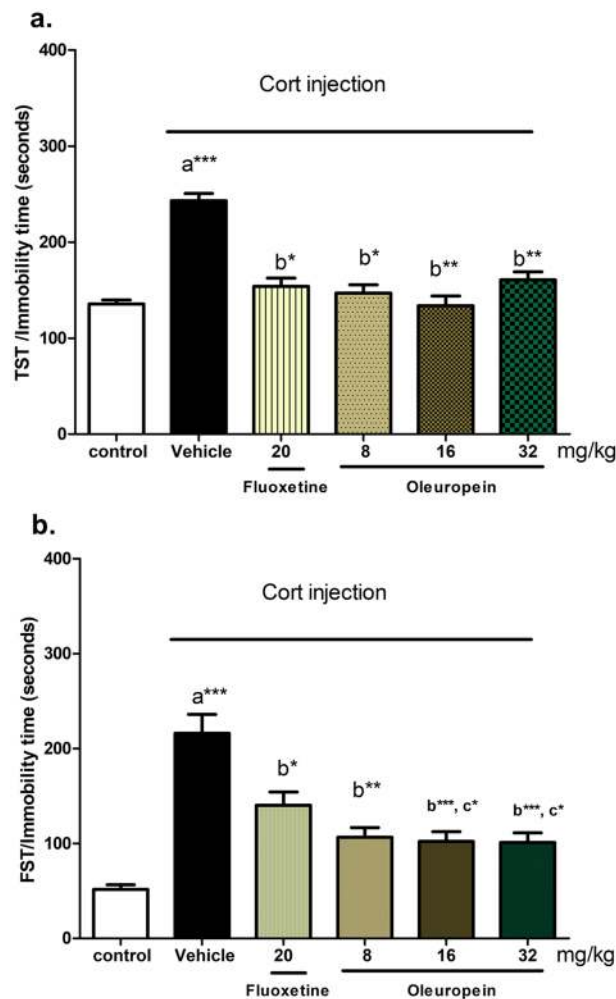 a.
400
300
200
100
0
TST /Immobility time (seconds)
Cort injection
a***
b*
b*
b**
b**
control Vehicle 20 8 16 32 mg/kg
Fluoxetine Oleuropein
b.
400
300
200
100
0
FST/Immobility time (seconds)
Cort injection
a***
b*
b**
b***, c*
b***, c*
control Vehicle 20 8 16 32 mg/kg
Fluoxetine Oleuropein